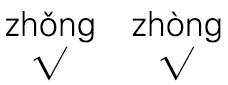 zhǒng zhòng
√ √